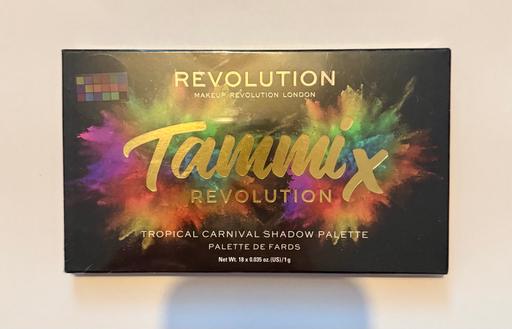 REVOLUTION
MAKEUP REVOLUTION LONDON
Tammi x
REVOLUTION
TROPICAL CARNIVAL SHADOW PALETTE
PALETTE DE FARDS
Net Wt. 18 x 0.035 oz.(US)/1g